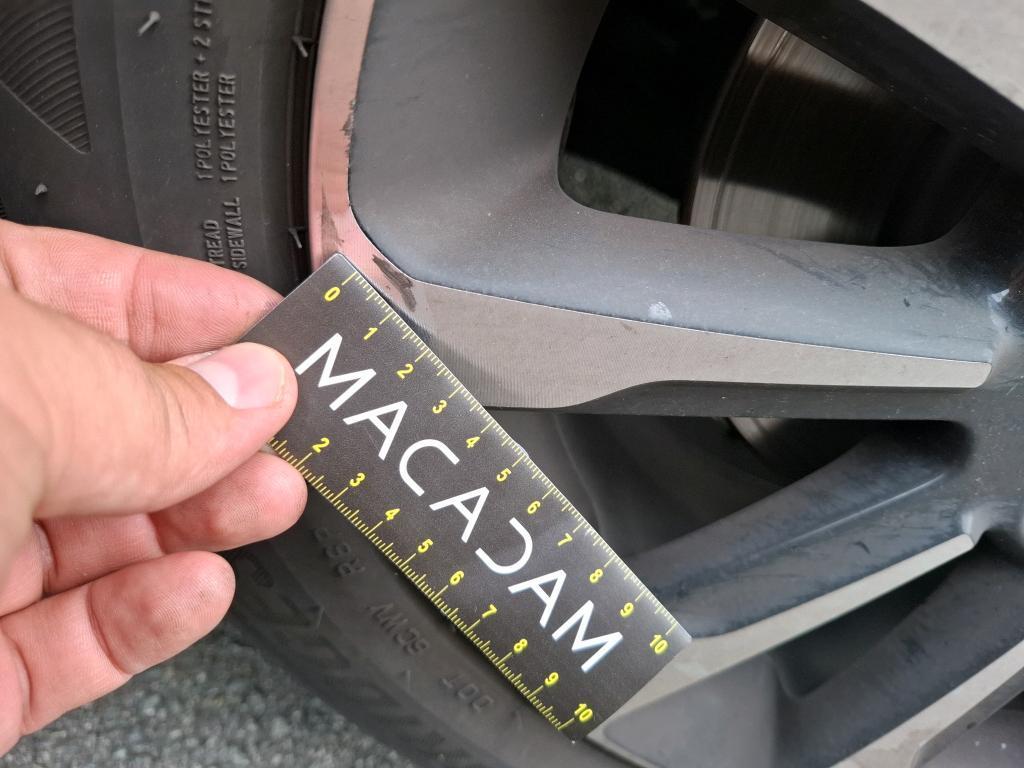 TREAD 1 POLYESTER + 2 ST
SIDEWALL 1 POLYESTER
0 1 2 3 4 5 6 7 8 9 10
MACADAM
2 3 4 5 6 7 8 9 10
DOT